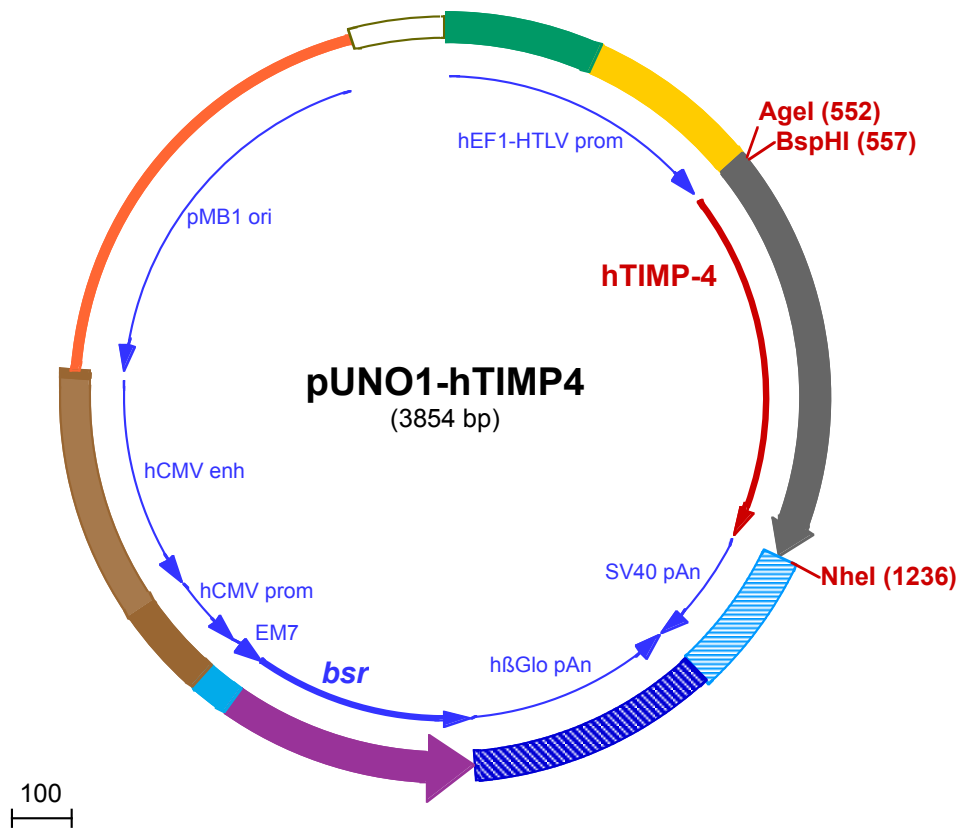 AgeI (552)
hEF1-HTLV prom
BspHI (557)
pMB1 ori
hTIMP-4
pUNO1-hTIMP4
(3854 bp)
hCMV enh
SV40 pAn
NheI (1236)
hCMV prom
EM7
hßGlo pAn
bsr
100